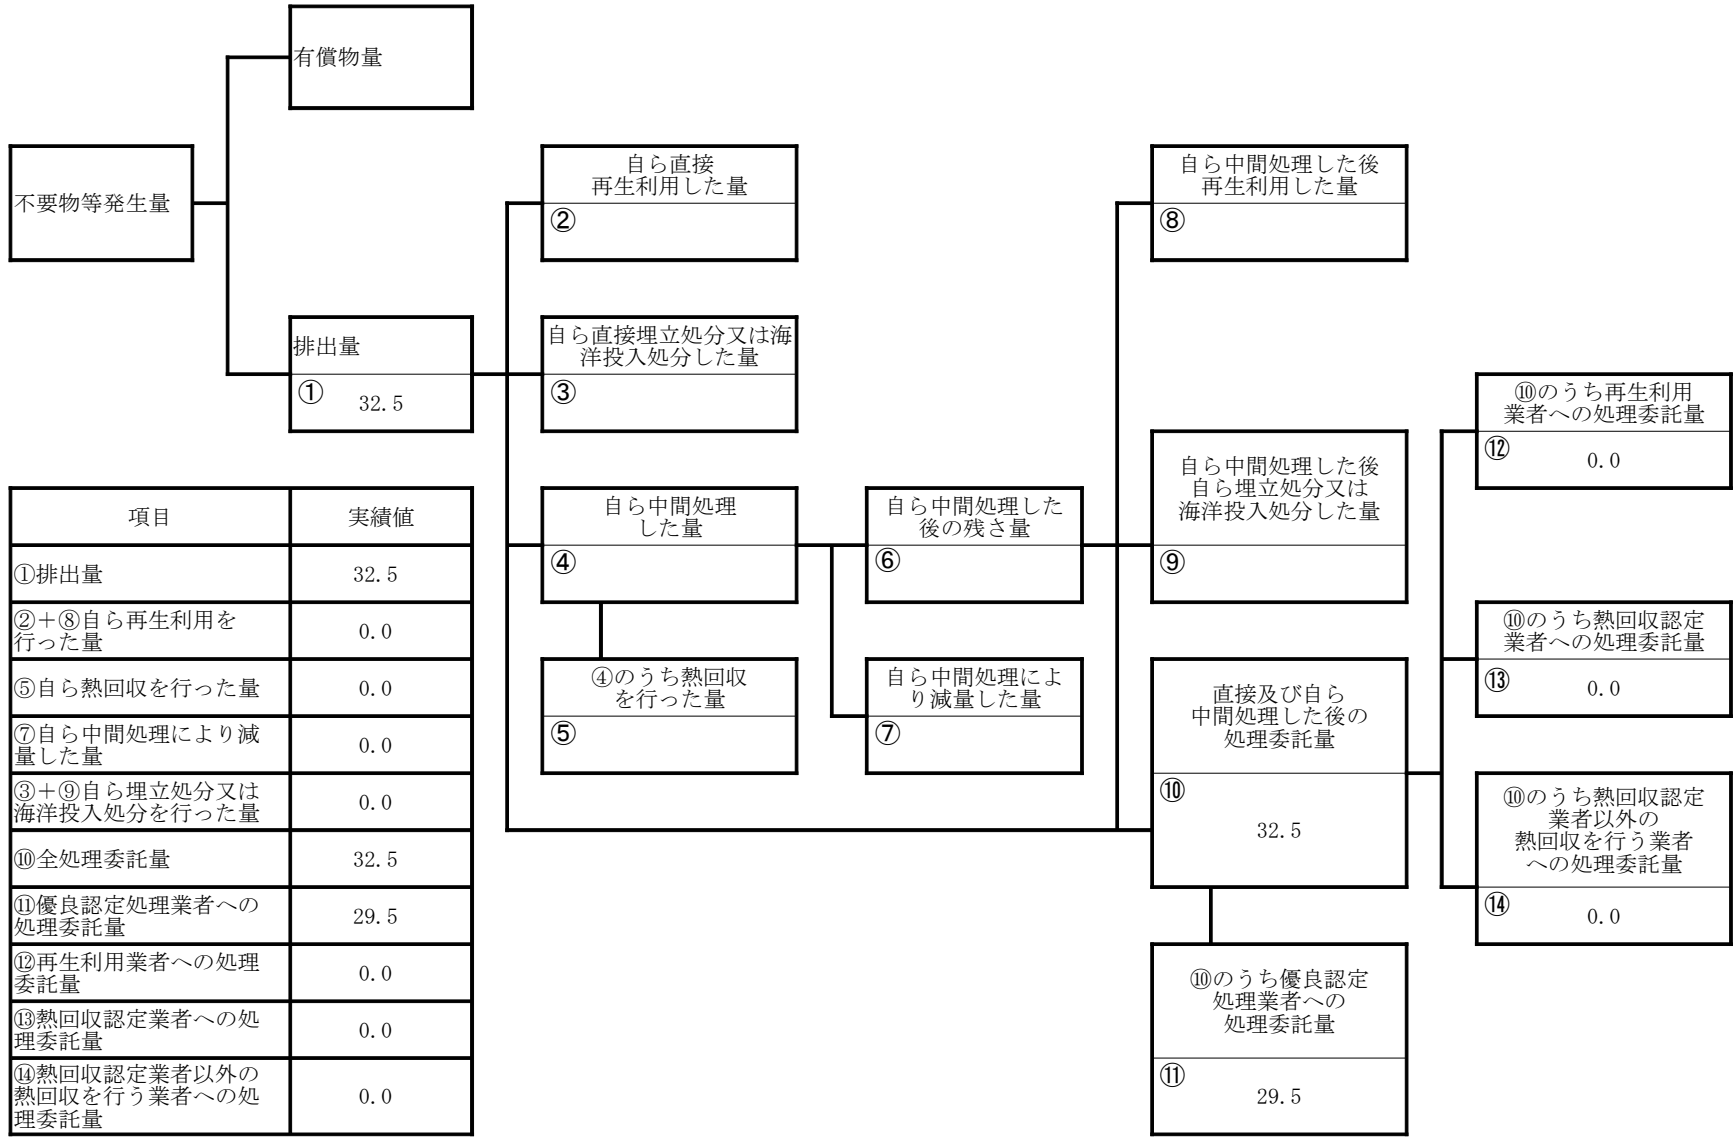 有償物量
不要物等発生量
排出量
①
32.5
自ら直接
再生利用した量
②
自ら直接埋立処分又は海
洋投入処分した量
③
自ら中間処理
した量
④
④のうち熱回収
を行った量
⑤
自ら中間処理した
後の残さ量
⑥
自ら中間処理によ
り減量した量
⑦
自ら中間処理した後
再生利用した量
⑧
自ら中間処理した後
自ら埋立処分又は
海洋投入処分した量
⑨
直接及び自ら
中間処理した後の
処理委託量
⑩
32.5
⑩のうち優良認定
処理業者への
処理委託量
⑪
29.5
⑩のうち再生利用
業者への処理委託量
⑫
0.0
⑩のうち熱回収認定
業者への処理委託量
⑬
0.0
⑩のうち熱回収認定
業者以外の
熱回収を行う業者
への処理委託量
⑭
0.0
項目 実績値
①排出量 32.5
②＋⑧自ら再生利用を
行った量 0.0
⑤自ら熱回収を行った量 0.0
⑦自ら中間処理により減
量した量 0.0
③＋⑨自ら埋立処分又は
海洋投入処分を行った量 0.0
⑩全処理委託量 32.5
⑪優良認定処理業者への
処理委託量 29.5
⑫再生利用業者への処理
委託量 0.0
⑬熱回収認定業者への処
理委託量 0.0
⑭熱回収認定業者以外の
熱回収を行う業者への処
理委託量 0.0